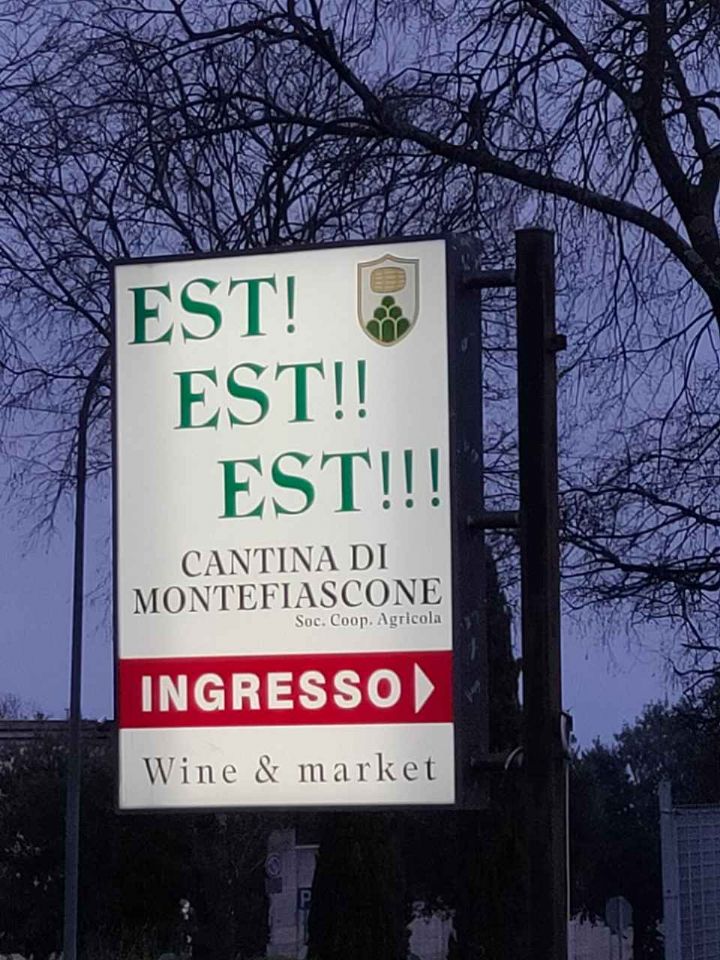 EST!
EST!!
EST!!!
CANTINA DI
MONTEFIASCONE
Soc. Coop. Agricola
INGRESSO
Wine & market
P